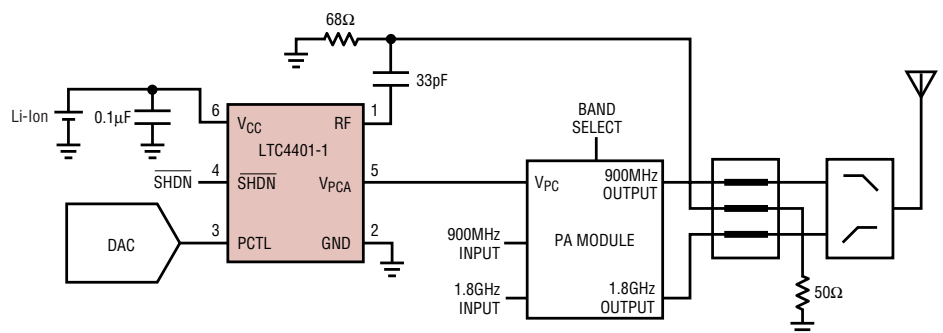 68Ω
33pF
Li-Ion
0.1µF
6
VCC
RF
1
LTC4401-1
SHDN
4
SHDN
VPCA
5
DAC
3
PCTL
GND
2
BAND
SELECT
VPC
900MHz
OUTPUT
PA MODULE
900MHz
INPUT
1.8GHz
INPUT
1.8GHz
OUTPUT
50Ω